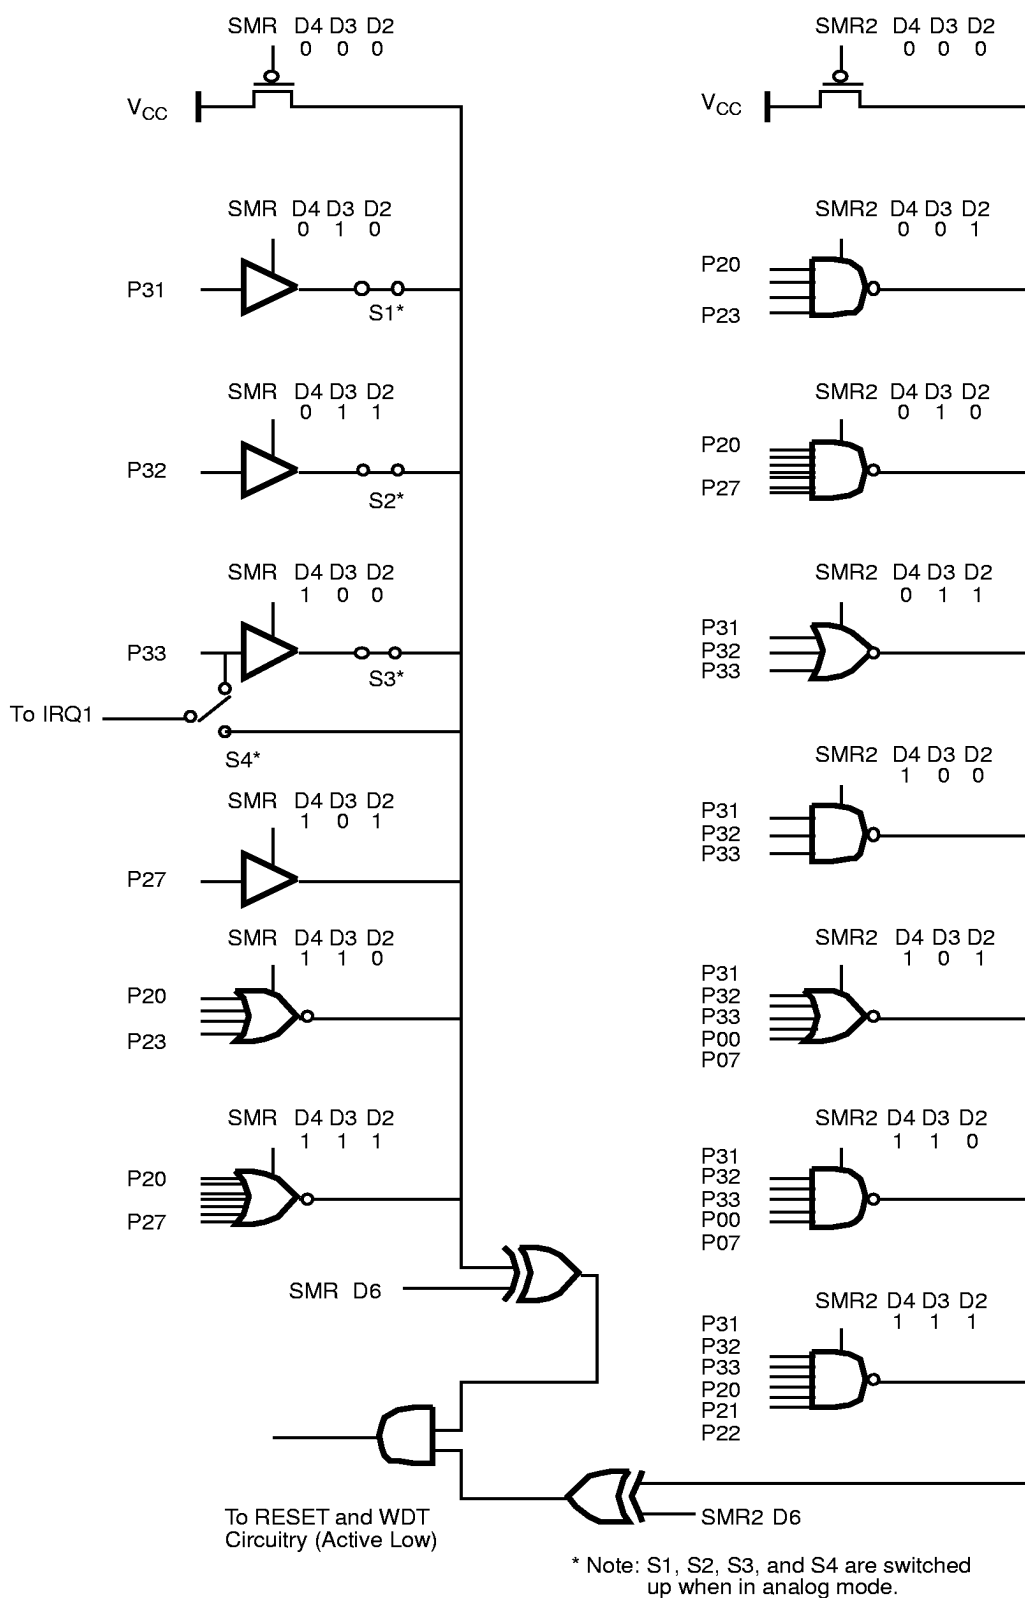 SMR D4 D3 D2
0 0 0
VCC
SMR D4 D3 D2
0 1 0
P31
S1*
SMR D4 D3 D2
0 1 1
P32
S2*
SMR D4 D3 D2
1 0 0
P33
S3*
To IRQ1
S4*
SMR D4 D3 D2
1 0 1
P27
SMR D4 D3 D2
1 1 0
P20
P23
SMR D4 D3 D2
1 1 1
P20
P27
SMR D6
To RESET and WDT
Circuitry (Active Low)
SMR2 D4 D3 D2
0 0 0
VCC
SMR2 D4 D3 D2
0 0 1
P20
P23
SMR2 D4 D3 D2
0 1 0
P20
P27
SMR2 D4 D3 D2
0 1 1
P31
P32
P33
SMR2 D4 D3 D2
1 0 0
P31
P32
P33
SMR2 D4 D3 D2
1 0 1
P31
P32
P33
P00
P07
SMR2 D4 D3 D2
1 1 0
P31
P32
P33
P00
P07
SMR2 D4 D3 D2
1 1 1
P31
P32
P33
P20
P21
P22
SMR2 D6
* Note: S1, S2, S3, and S4 are switched
up when in analog mode.